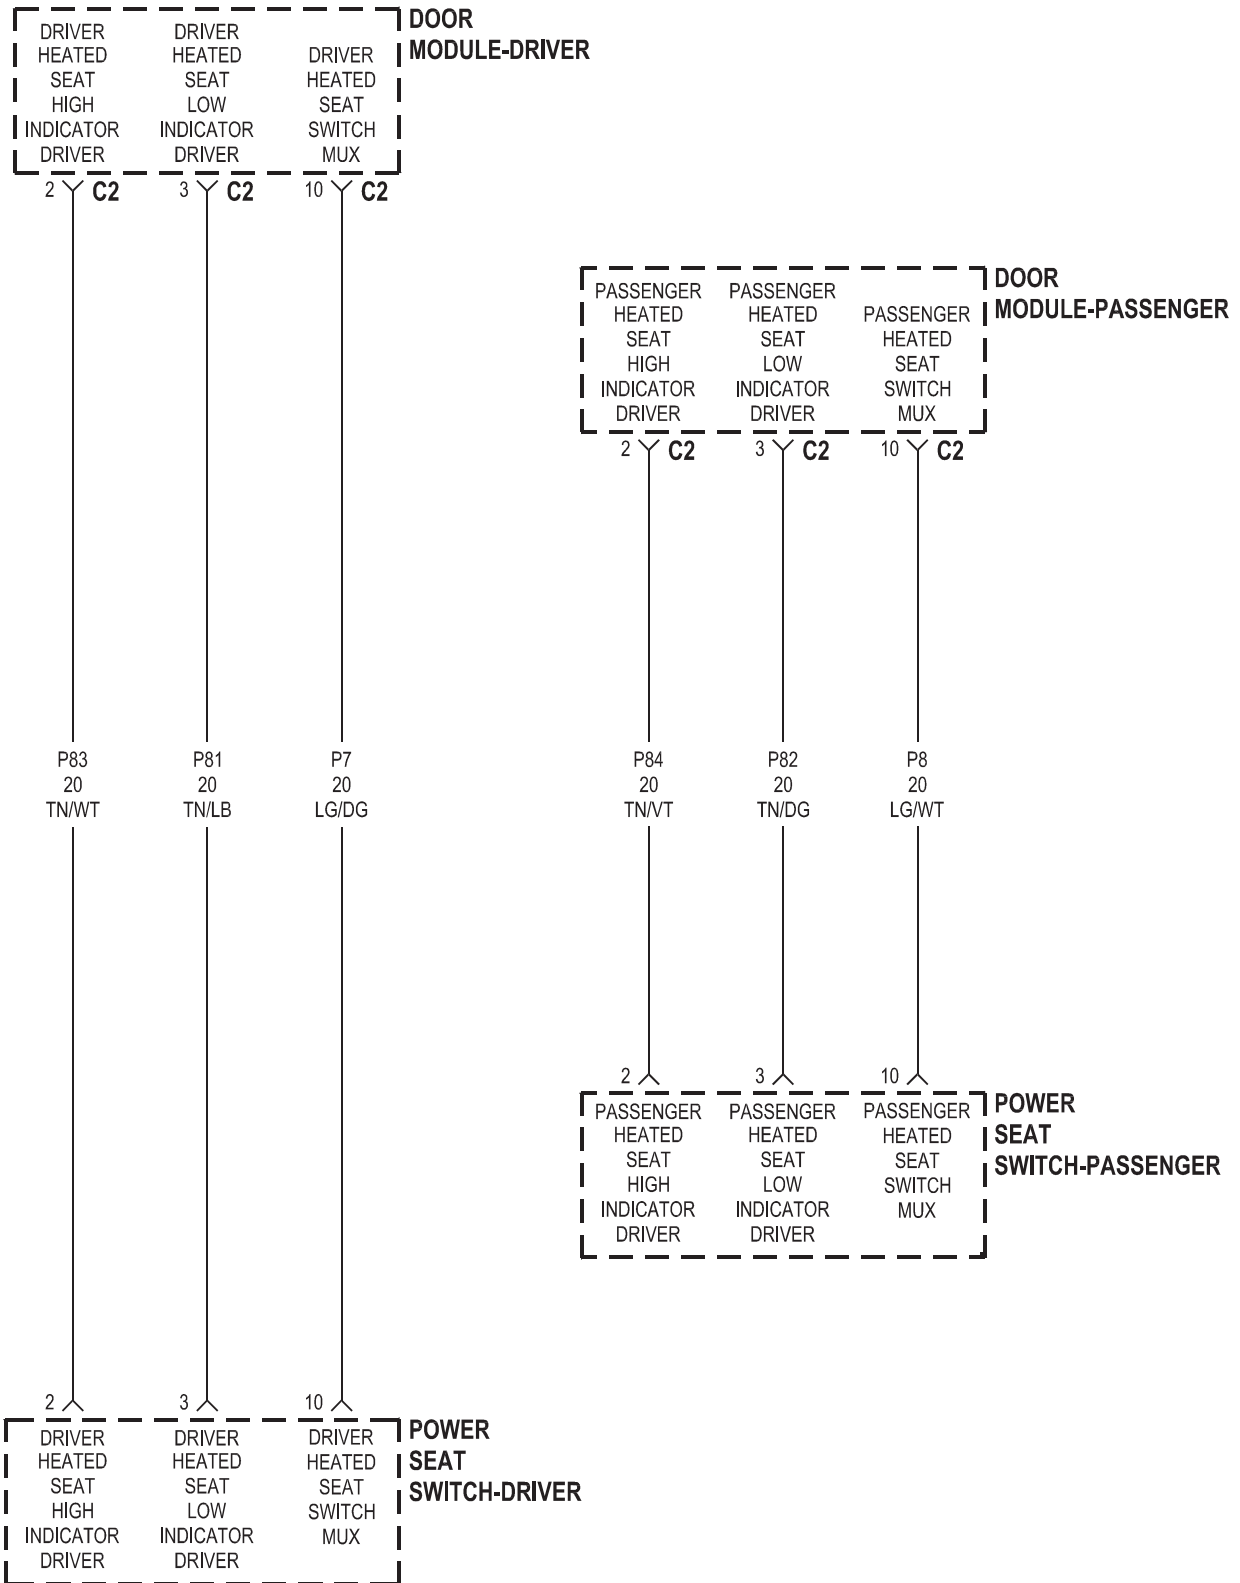 DOOR
MODULE-DRIVER
DRIVER
HEATED
SEAT
HIGH
INDICATOR
DRIVER
DRIVER
HEATED
SEAT
LOW
INDICATOR
DRIVER
DRIVER
HEATED
SEAT
SWITCH
MUX
2 C2
3 C2
10 C2
DOOR
MODULE-PASSENGER
PASSENGER
HEATED
SEAT
HIGH
INDICATOR
DRIVER
PASSENGER
HEATED
SEAT
LOW
INDICATOR
DRIVER
PASSENGER
HEATED
SEAT
SWITCH
MUX
2 C2
3 C2
10 C2
P83
20
TN/WT
P81
20
TN/LB
P7
20
LG/DG
P84
20
TN/VT
P82
20
TN/DG
P8
20
LG/WT
2
3
10
PASSENGER
HEATED
SEAT
HIGH
INDICATOR
DRIVER
PASSENGER
HEATED
SEAT
LOW
INDICATOR
DRIVER
PASSENGER
HEATED
SEAT
SWITCH
MUX
POWER
SEAT
SWITCH-PASSENGER
2
3
10
DRIVER
HEATED
SEAT
HIGH
INDICATOR
DRIVER
DRIVER
HEATED
SEAT
LOW
INDICATOR
DRIVER
DRIVER
HEATED
SEAT
SWITCH
MUX
POWER
SEAT
SWITCH-DRIVER